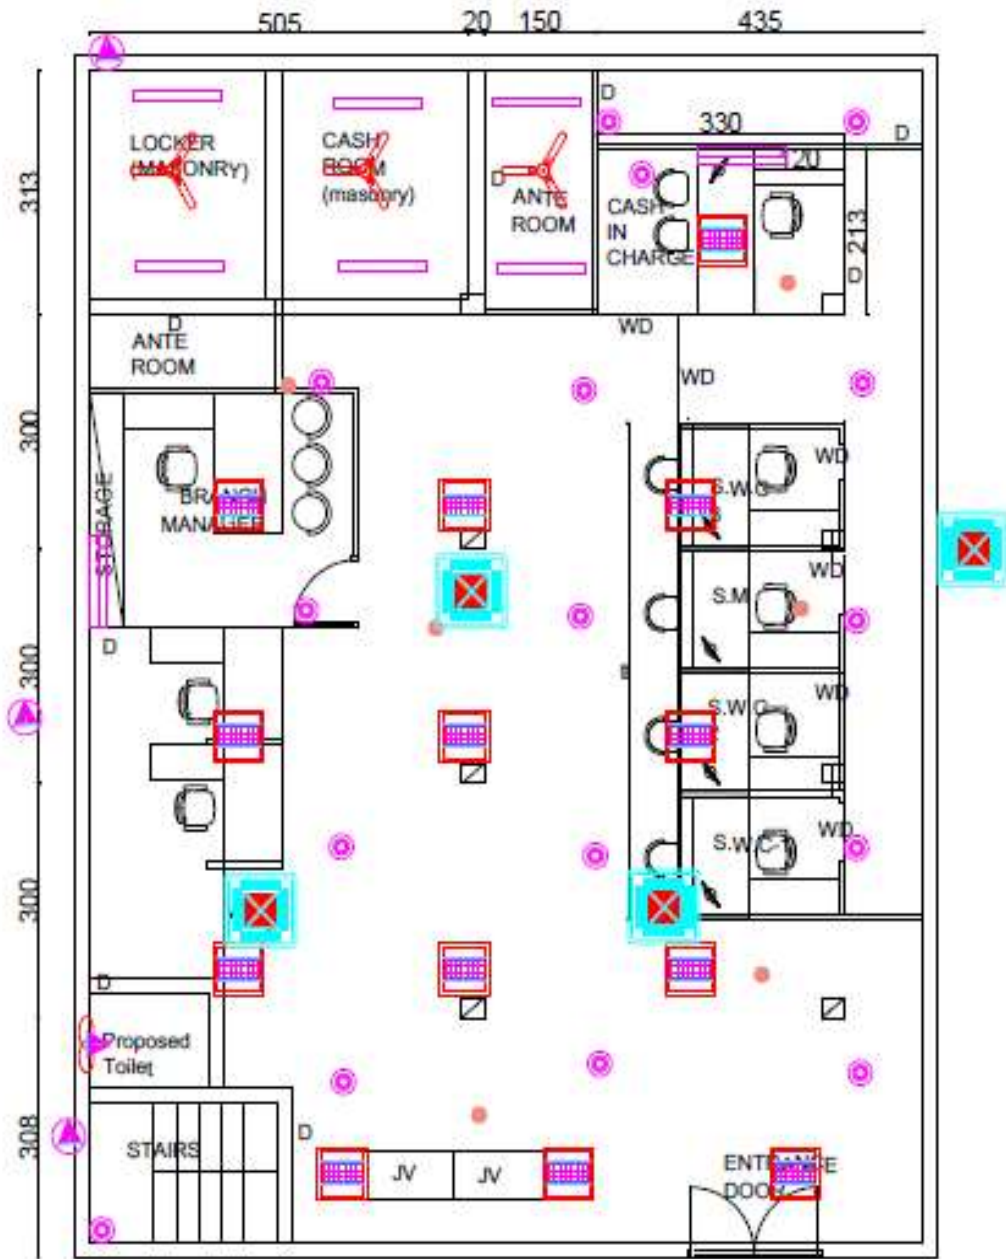 505
20
150
435
D
330
D
LOCKER
(MASONRY)
CASH
ROOM
(masonry)
120
313
D
ANTE
ROOM
CASH
IN
CHARGE
213
D
D
WD
ANTE
ROOM
WD
300
WD
STORAGE
BRANCH
MANAGER
S.W.O
WD
S.M
D
300
WD
S.W.O
WD
S.W.O-1
300
D
Proposed
Toilet
308
D
STAIRS
JV
JV
ENTRANCE
DOOR